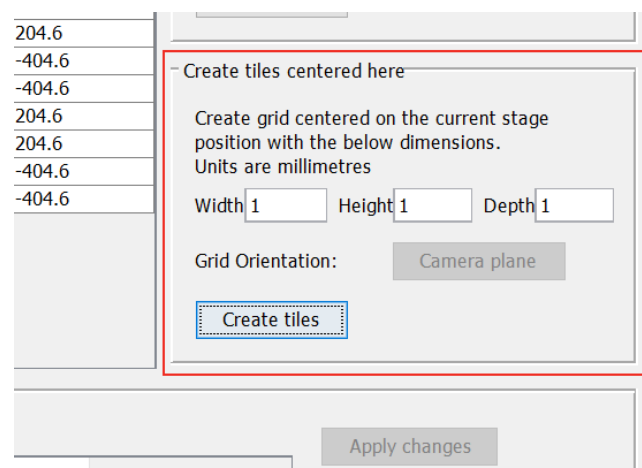 204.6
-404.6
-404.6
204.6
204.6
-404.6
-404.6
Create tiles centered here
Create grid centered on the current stage
position with the below dimensions.
Units are millimetres
Width 1 Height 1 Depth 1
Grid Orientation: Camera plane
Create tiles
Apply changes